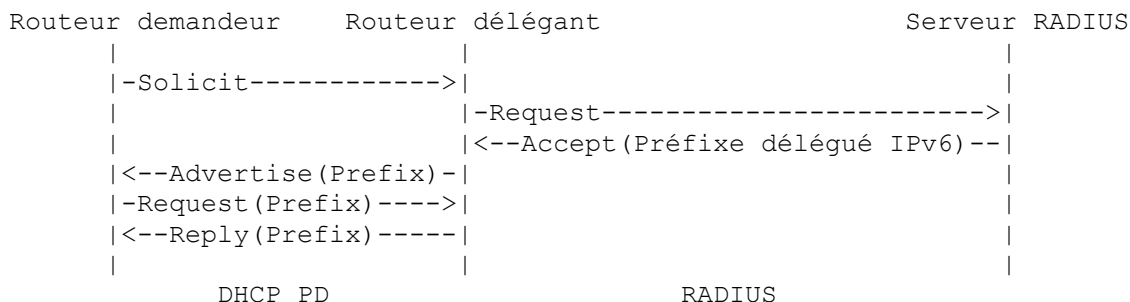 Routeur demandeur    Routeur délégant                   Serveur RADIUS
      |                     |                                 |
      |-Solicit------------>|                                 |
      |                     |-Request------------------------>|
      |                     |<--Accept(Préfixe délégué IPv6)--|
      |<--Advertise(Prefix)-|                                 |
      |-Request(Prefix)---->|                                 |
      |<--Reply(Prefix)-----|                                 |
      |                     |                                 |
             DHCP PD                      RADIUS